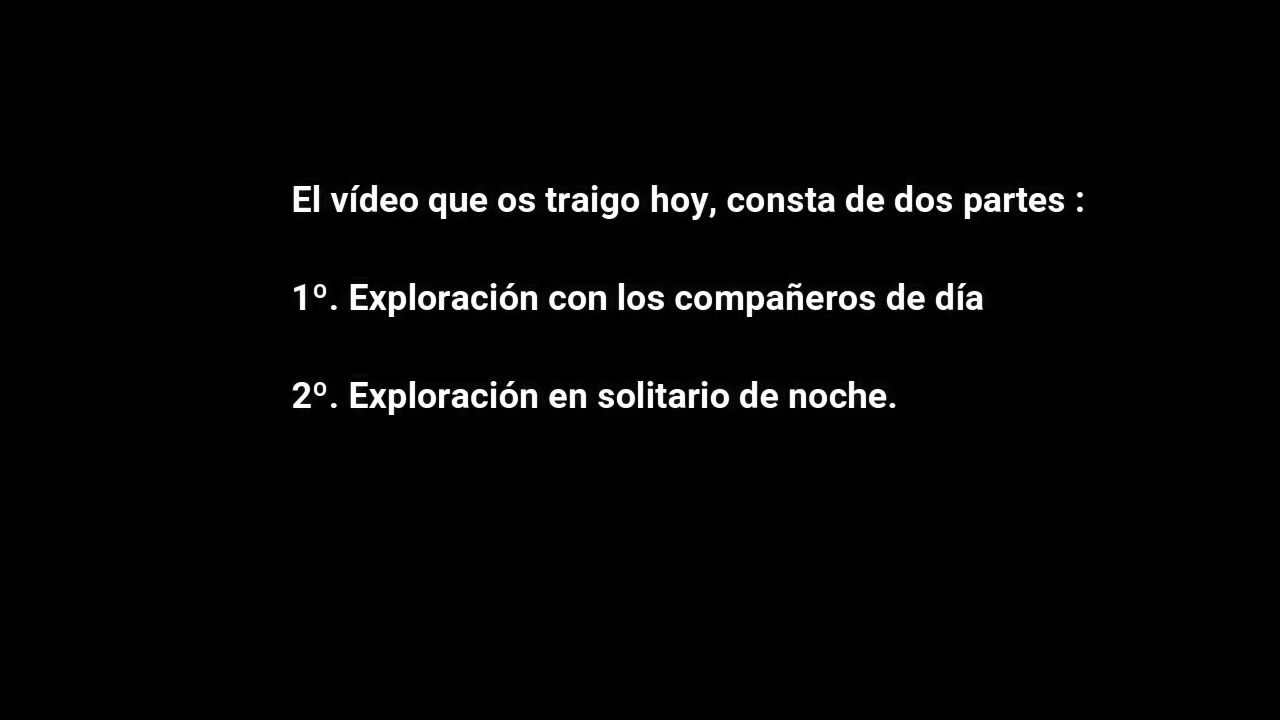 El vídeo que os traigo hoy, consta de dos partes :
1º. Exploración con los compañeros de día
2º. Exploración en solitario de noche.